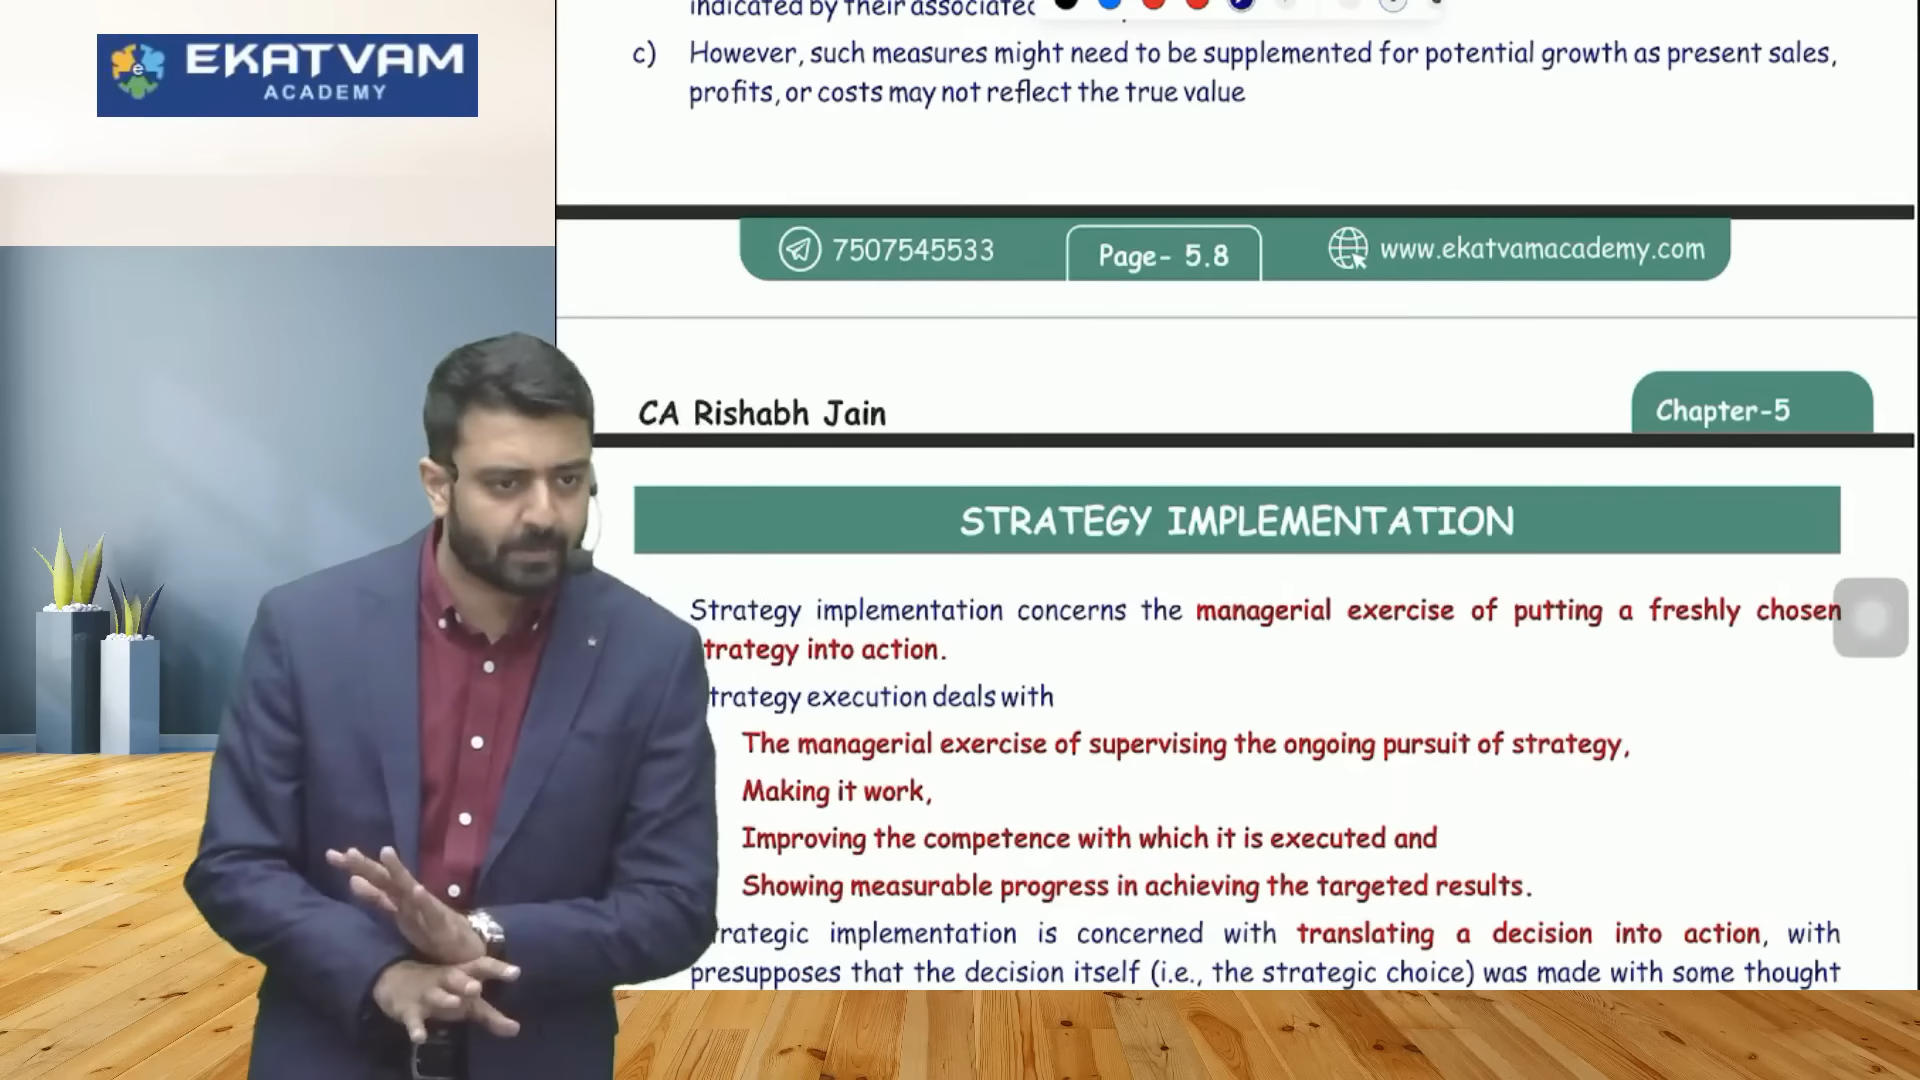 EKATVAM
ACADEMY
indicated by their associated
c) However, such measures might need to be supplemented for potential growth as present sales,
profits, or costs may not reflect the true value
7507545533
Page- 5.8
www.ekatvamacademy.com
CA Rishabh Jain
Chapter-5
STRATEGY IMPLEMENTATION
Strategy implementation concerns the managerial exercise of putting a freshly chosen
trategy into action.
trategy execution deals with
The managerial exercise of supervising the ongoing pursuit of strategy,
Making it work,
Improving the competence with which it is executed and
Showing measurable progress in achieving the targeted results.
trategic implementation is concerned with translating a decision into action, with
presupposes that the decision itself (i.e., the strategic choice) was made with some thought